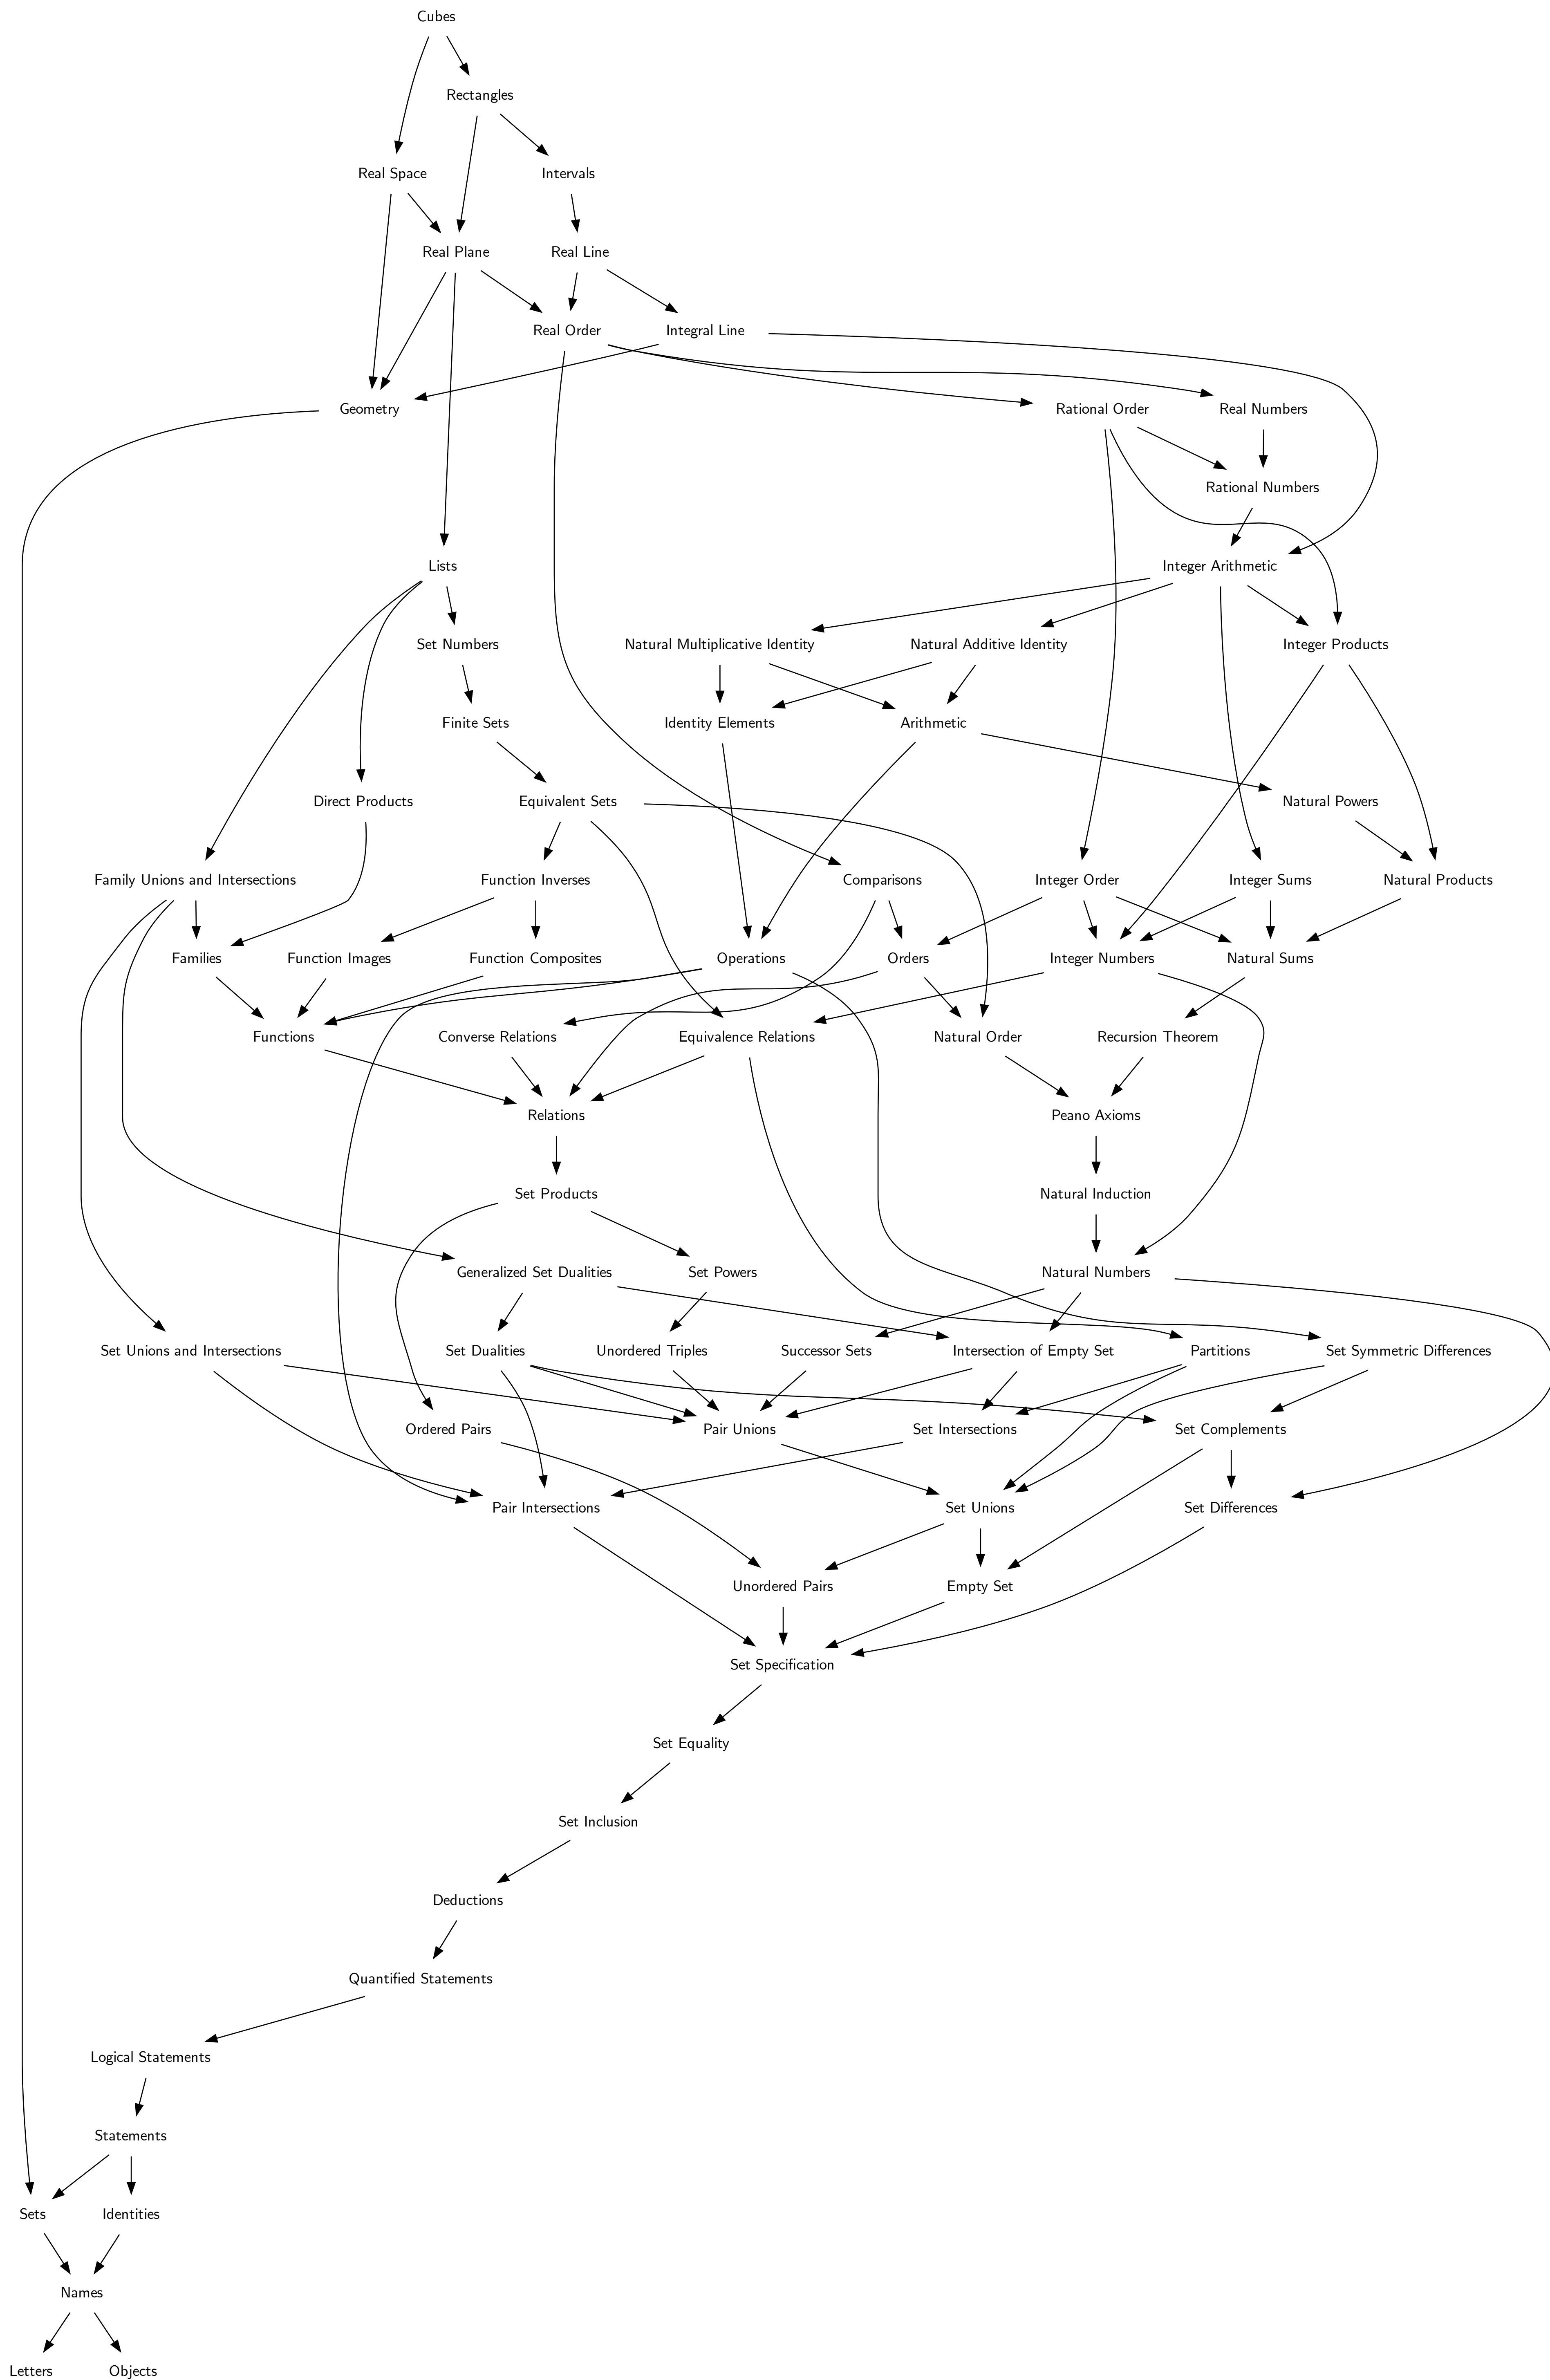 Cubes
Rectangles
Real Space
Intervals
Real Plane
Real Line
Real Order
Integral Line
Geometry
Rational Order
Real Numbers
Rational Numbers
Lists
Integer Arithmetic
Set Numbers
Natural Multiplicative Identity
Natural Additive Identity
Integer Products
Finite Sets
Identity Elements
Arithmetic
Direct Products
Equivalent Sets
Natural Powers
Family Unions and Intersections
Function Inverses
Comparisons
Integer Order
Integer Sums
Natural Products
Families
Function Images
Function Composites
Operations
Orders
Integer Numbers
Natural Sums
Functions
Converse Relations
Equivalence Relations
Natural Order
Recursion Theorem
Relations
Peano Axioms
Set Products
Natural Induction
Generalized Set Dualities
Set Powers
Natural Numbers
Set Unions and Intersections
Set Dualities
Unordered Triples
Successor Sets
Intersection of Empty Set
Partitions
Set Symmetric Differences
Ordered Pairs
Pair Unions
Set Intersections
Set Complements
Pair Intersections
Set Unions
Set Differences
Unordered Pairs
Empty Set
Set Specification
Set Equality
Set Inclusion
Deductions
Quantified Statements
Logical Statements
Statements
Sets
Identities
Names
Letters
Objects